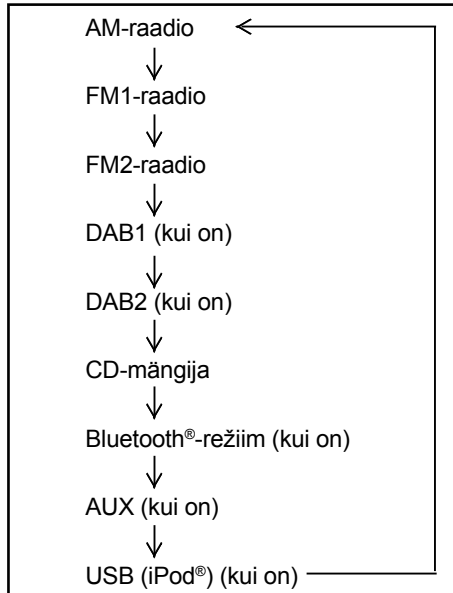 AM-raadio
FM1-raadio
FM2-raadio
DAB1 (kui on)
DAB2 (kui on)
CD-mängija
Bluetooth®-režiim (kui on)
AUX (kui on)
USB (iPod®) (kui on)